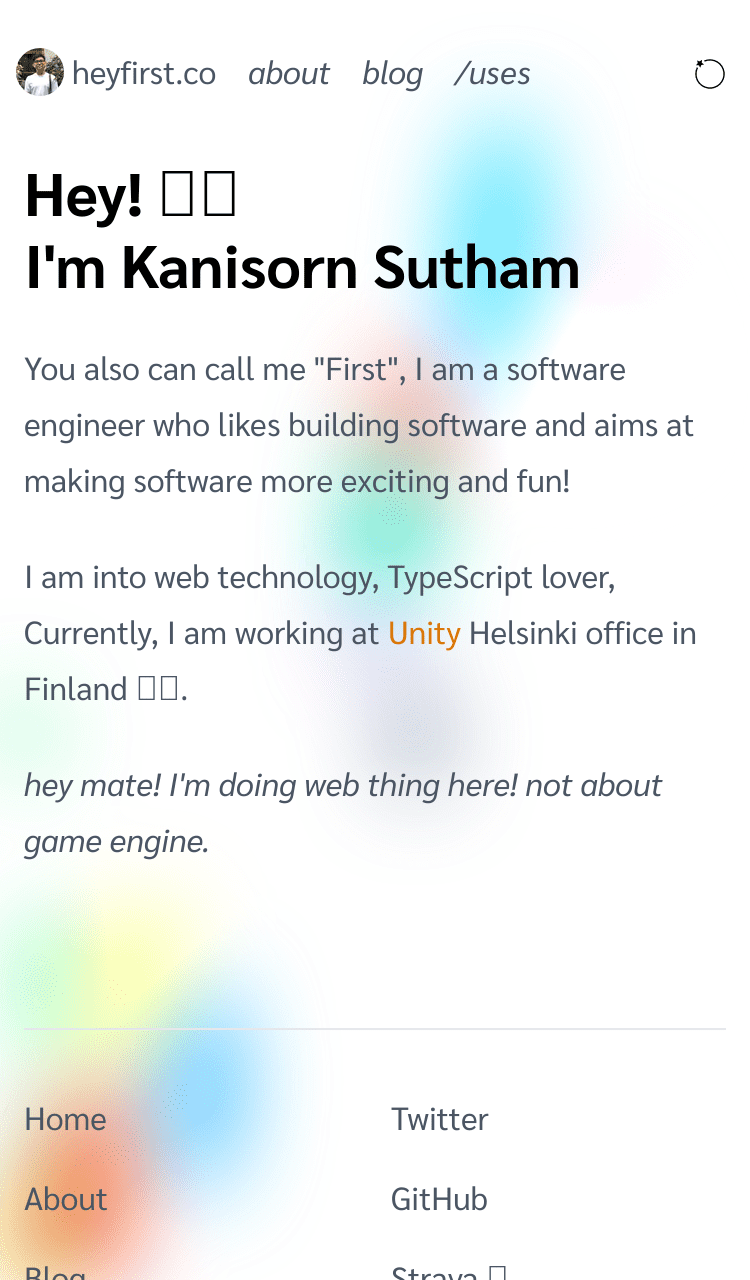 heyfirst.co about blog /uses
Hey!
I'm Kanisorn Sutham
You also can call me "First", I am a software
engineer who likes building software and aims at
making software more exciting and fun!
I am into web technology, TypeScript lover,
Currently, I am working at Unity Helsinki office in
Finland .
hey mate! I'm doing web thing here! not about
game engine.
Home Twitter
About GitHub
Blog Strava